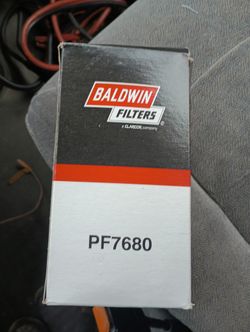 BALDWIN
FILTERS®
a CLARCOR company
PF7680